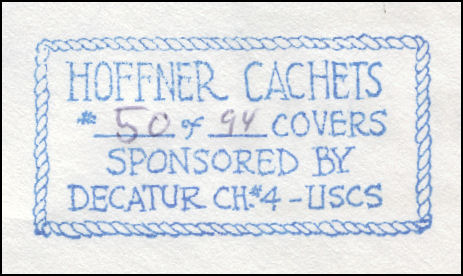 HOFFNER CACHETS
# 50 of 94 COVERS
SPONSORED BY
DECATUR CH.#4-USCS